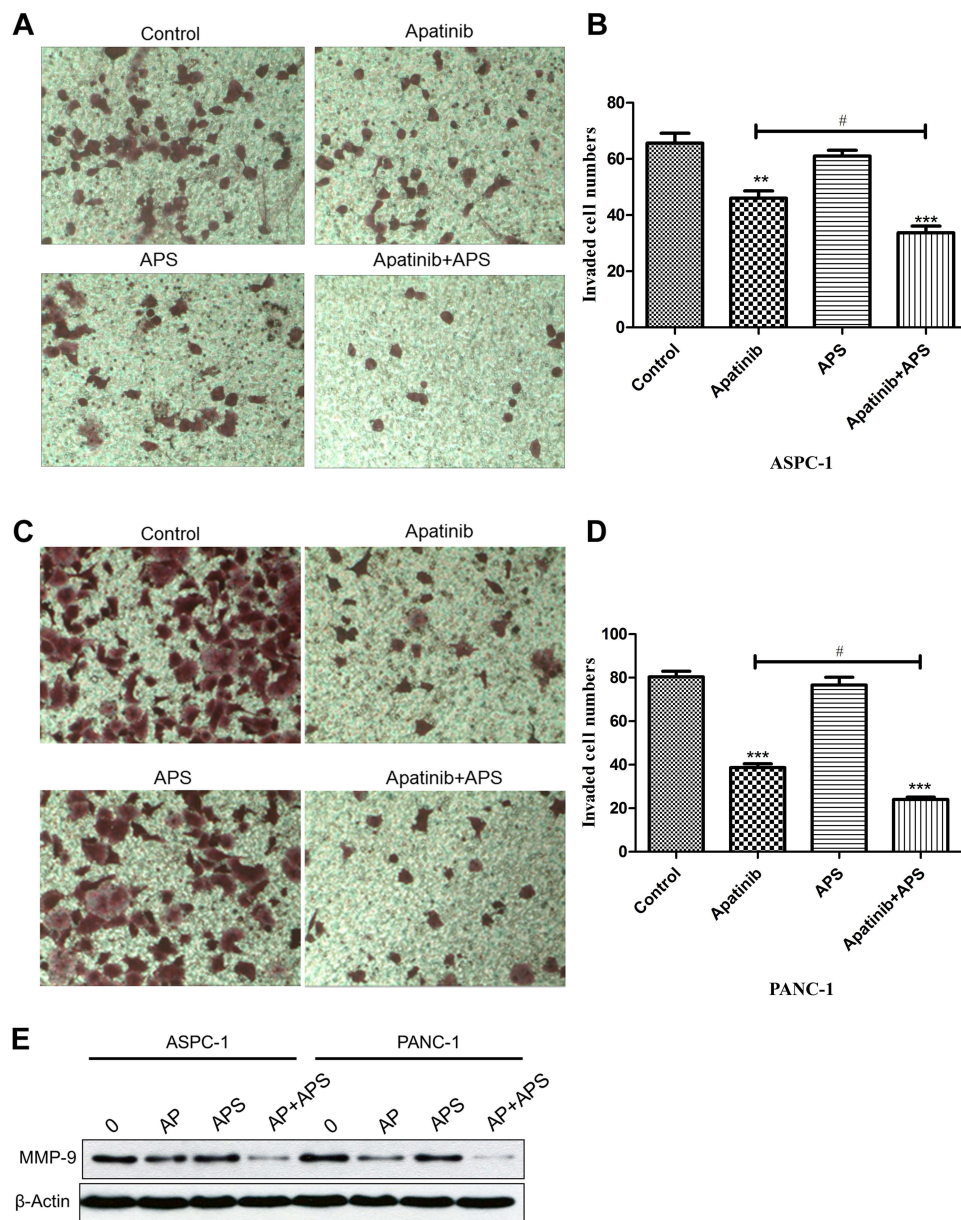 A
Control
Apatinib
APS
Apatinib+APS
B
Invaded cell numbers
80
60
40
20
0
#
**
***
Control
Apatinib
APS
Apatinib+APS
ASPC-1
C
Control
Apatinib
APS
Apatinib+APS
D
Invaded cell numbers
100
80
60
40
20
0
#
***
***
Control
Apatinib
APS
Apatinib+APS
PANC-1
E
ASPC-1
PANC-1
0
AP
APS
AP+APS
0
AP
APS
AP+APS
MMP-9
β-Actin